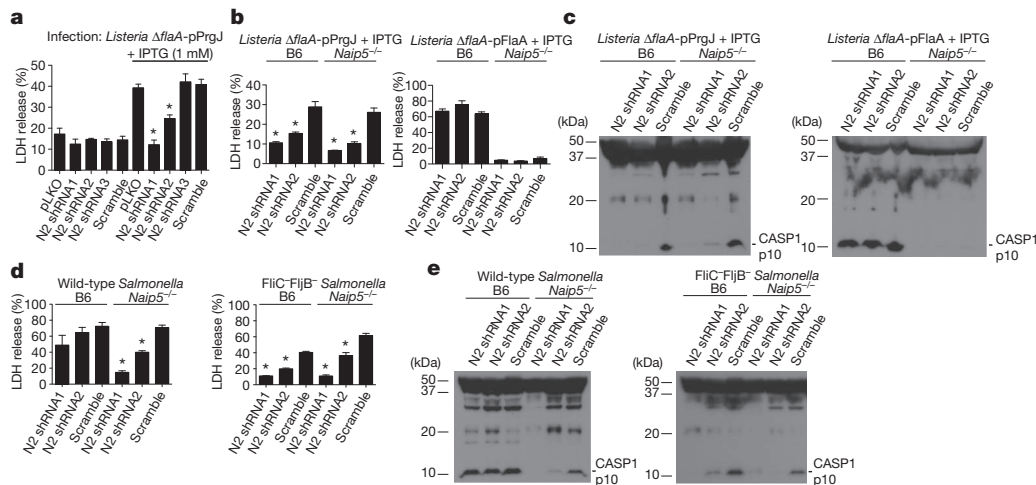 a
Infection: Listeria ΔflaA-pPrgJ
+ IPTG (1 mM)
LDH release (%)
50
40
30
20
10
0
pLKO
N2 shRNA1
N2 shRNA2
N2 shRNA3
Scramble
pLKO
N2 shRNA1
N2 shRNA2
N2 shRNA3
Scramble
* *
b
Listeria ΔflaA-pPrgJ + IPTG
B6 Naip5–/–
LDH release (%)
50
40
30
20
10
0
* * * *
N2 shRNA1
N2 shRNA2
Scramble
N2 shRNA1
N2 shRNA2
Scramble
Listeria ΔflaA-pFlaA + IPTG
B6 Naip5–/–
LDH release (%)
100
80
60
40
20
0
N2 shRNA1
N2 shRNA2
Scramble
N2 shRNA1
N2 shRNA2
Scramble
c
Listeria ΔflaA-pPrgJ + IPTG
B6 Naip5–/–
N2 shRNA1
N2 shRNA2
Scramble
N2 shRNA1
N2 shRNA2
Scramble
(kDa)
50
37
20
10
CASP1
p10
Listeria ΔflaA-pFlaA + IPTG
B6 Naip5–/–
N2 shRNA1
N2 shRNA2
Scramble
N2 shRNA1
N2 shRNA2
Scramble
(kDa)
50
37
20
10
CASP1
p10
d
Wild-type Salmonella
B6 Naip5–/–
LDH release (%)
100
80
60
40
20
0
* *
N2 shRNA1
N2 shRNA2
Scramble
N2 shRNA1
N2 shRNA2
Scramble
FliC–FljB– Salmonella
B6 Naip5–/–
LDH release (%)
100
80
60
40
20
0
* * * *
N2 shRNA1
N2 shRNA2
Scramble
N2 shRNA1
N2 shRNA2
Scramble
e
Wild-type Salmonella
B6 Naip5–/–
N2 shRNA1
N2 shRNA2
Scramble
N2 shRNA1
N2 shRNA2
Scramble
(kDa)
50
37
20
10
CASP1
p10
FliC–FljB– Salmonella
B6 Naip5–/–
N2 shRNA1
N2 shRNA2
Scramble
N2 shRNA1
N2 shRNA2
Scramble
(kDa)
50
37
20
10
CASP1
p10